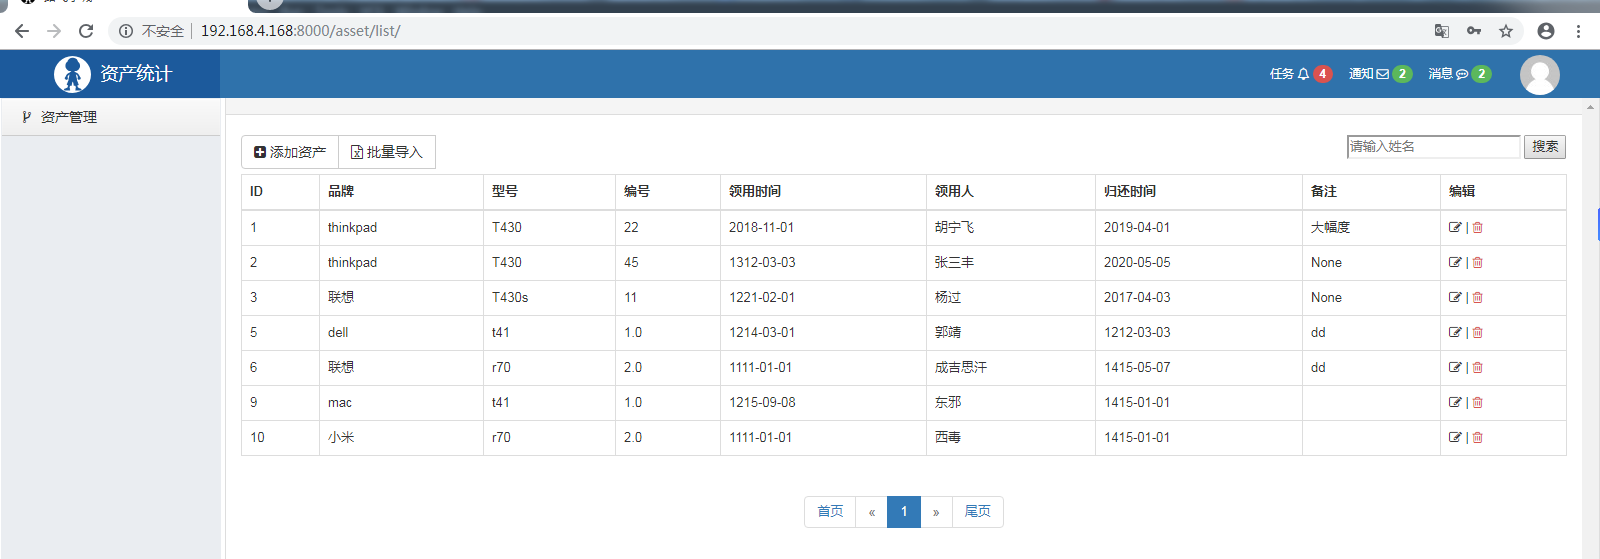 不安全 192.168.4.168:8000/asset/list/
资产统计 任务 4 通知 2 消息 2
资产管理
添加资产 批量导入 请输入姓名 搜索
ID 品牌 型号 编号 领用时间 领用人 归还时间 备注 编辑
1 thinkpad T430 22 2018-11-01 胡宁飞 2019-04-01 大幅度 |
2 thinkpad T430 45 1312-03-03 张三丰 2020-05-05 None |
3 联想 T430s 11 1221-02-01 杨过 2017-04-03 None |
5 dell t41 1.0 1214-03-01 郭靖 1212-03-03 dd |
6 联想 r70 2.0 1111-01-01 成吉思汗 1415-05-07 dd |
9 mac t41 1.0 1215-09-08 东邪 1415-01-01 |
10 小米 r70 2.0 1111-01-01 西毒 1415-01-01 |
首页 « 1 » 尾页